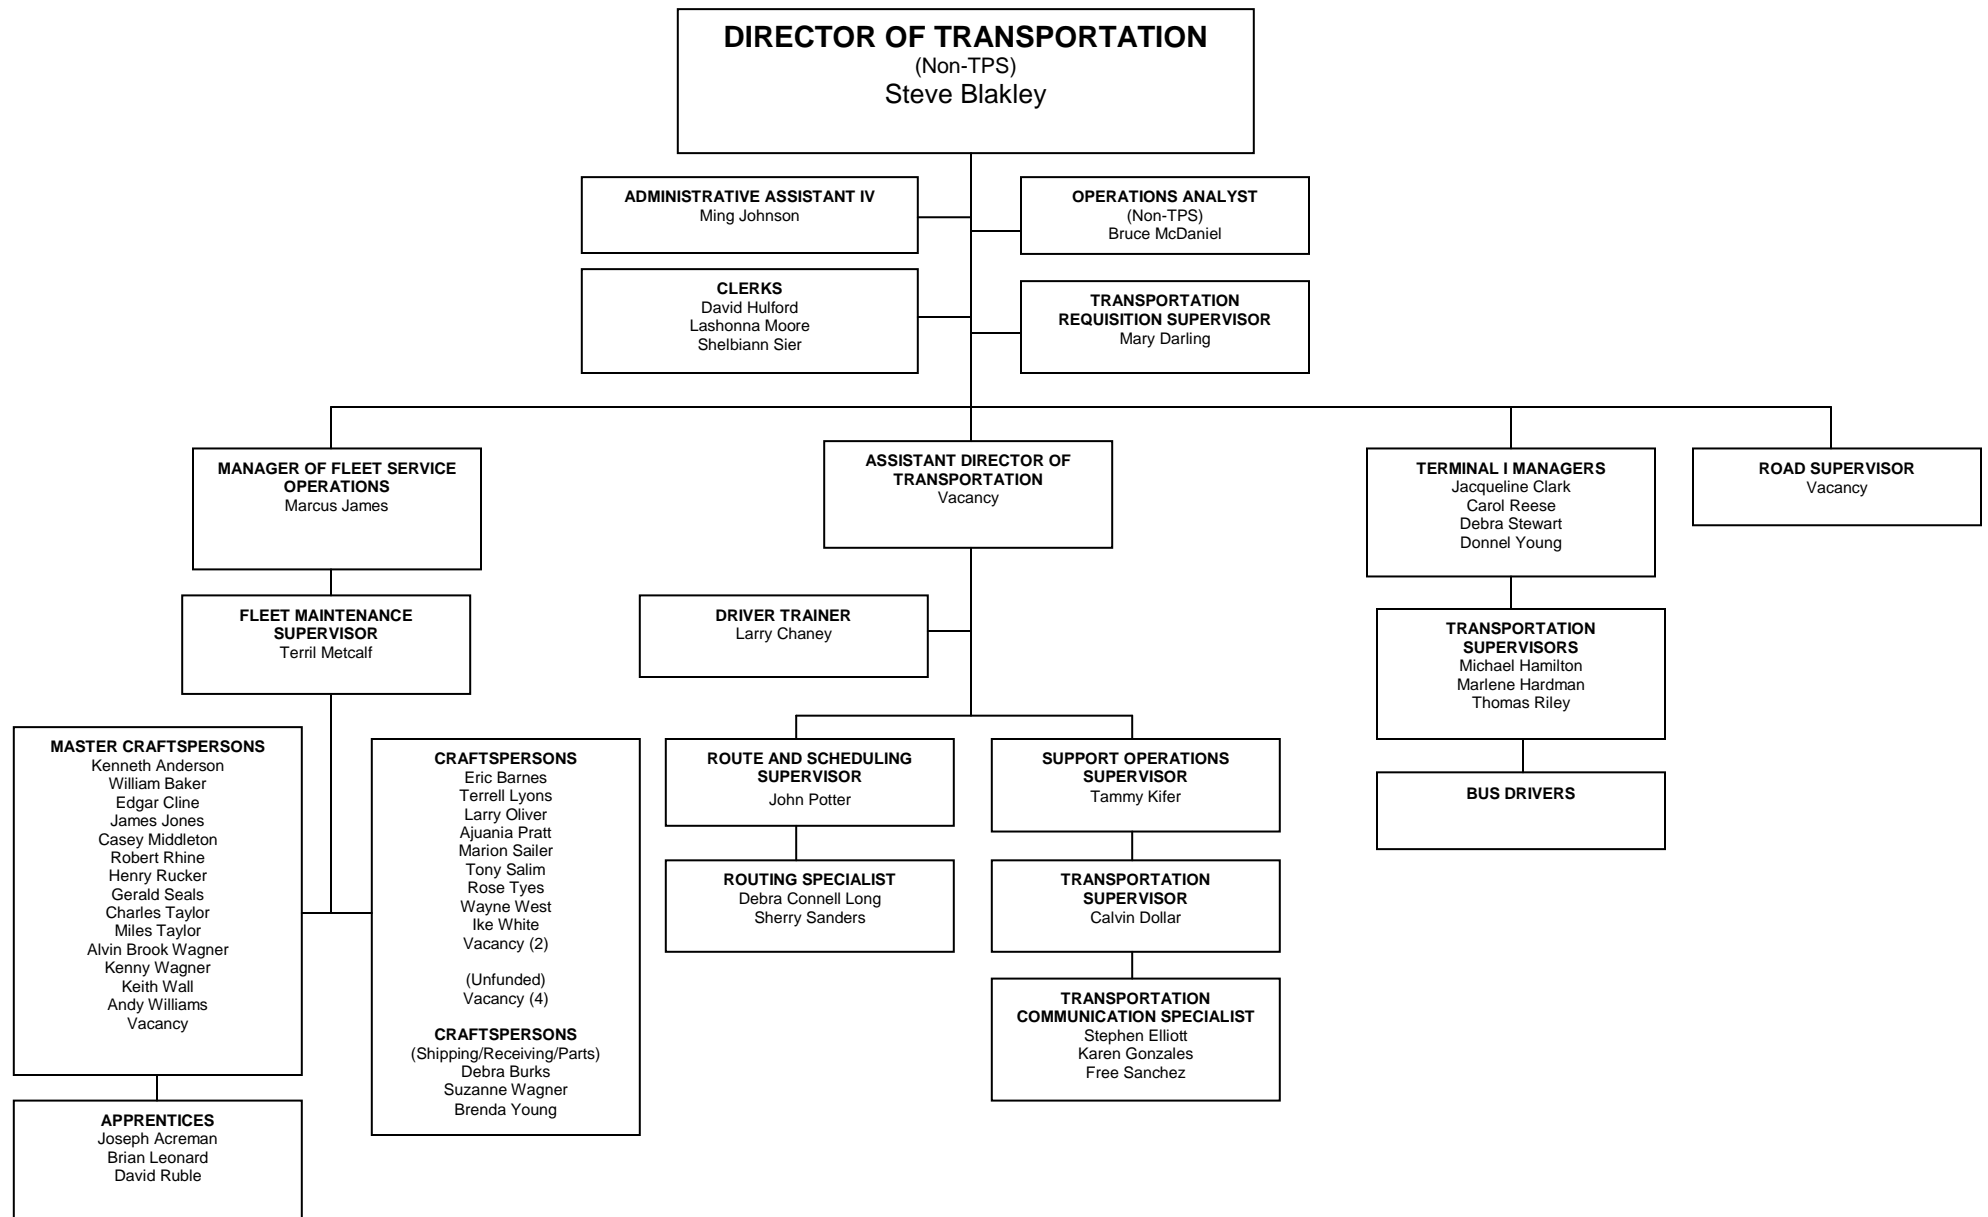 DIRECTOR OF TRANSPORTATION
(Non-TPS)
Steve Blakley
ADMINISTRATIVE ASSISTANT IV
Ming Johnson
OPERATIONS ANALYST
(Non-TPS)
Bruce McDaniel
CLERKS
David Hulford
Lashonna Moore
Shelbiann Sier
TRANSPORTATION
REQUISITION SUPERVISOR
Mary Darling
MANAGER OF FLEET SERVICE
OPERATIONS
Marcus James
ASSISTANT DIRECTOR OF
TRANSPORTATION
Vacancy
TERMINAL I MANAGERS
Jacqueline Clark
Carol Reese
Debra Stewart
Donnel Young
ROAD SUPERVISOR
Vacancy
FLEET MAINTENANCE
SUPERVISOR
Terril Metcalf
DRIVER TRAINER
Larry Chaney
TRANSPORTATION
SUPERVISORS
Michael Hamilton
Marlene Hardman
Thomas Riley
MASTER CRAFTSPERSONS
Kenneth Anderson
William Baker
Edgar Cline
James Jones
Casey Middleton
Robert Rhine
Henry Rucker
Gerald Seals
Charles Taylor
Miles Taylor
Alvin Brook Wagner
Kenny Wagner
Keith Wall
Andy Williams
Vacancy
CRAFTSPERSONS
Eric Barnes
Terrell Lyons
Larry Oliver
Ajuania Pratt
Marion Sailer
Tony Salim
Rose Tyes
Wayne West
Ike White
Vacancy (2)
(Unfunded)
Vacancy (4)
CRAFTSPERSONS
(Shipping/Receiving/Parts)
Debra Burks
Suzanne Wagner
Brenda Young
ROUTE AND SCHEDULING
SUPERVISOR
John Potter
SUPPORT OPERATIONS
SUPERVISOR
Tammy Kifer
BUS DRIVERS
ROUTING SPECIALIST
Debra Connell Long
Sherry Sanders
TRANSPORTATION
SUPERVISOR
Calvin Dollar
TRANSPORTATION
COMMUNICATION SPECIALIST
Stephen Elliott
Karen Gonzales
Free Sanchez
APPRENTICES
Joseph Acreman
Brian Leonard
David Ruble